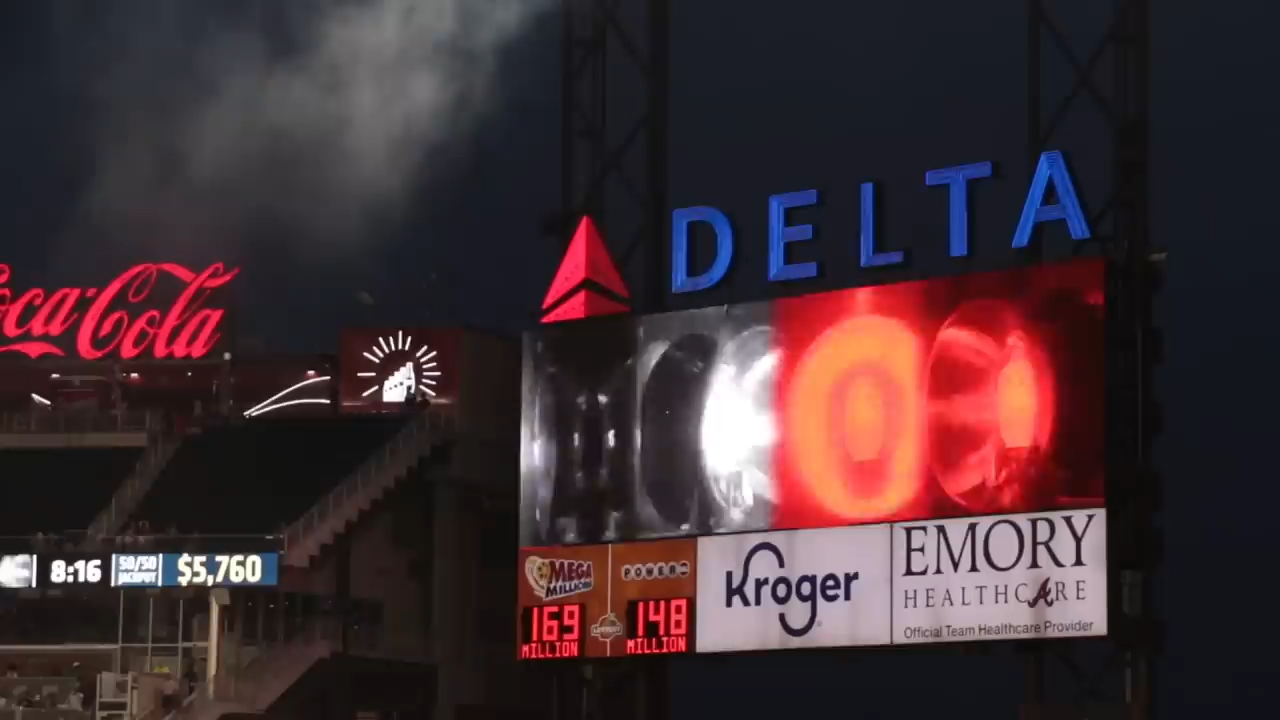 DELTA
Coca-Cola
8:16
50/50
JACKPOT
$5,760
MEGA
MILLIONS
169
MILLION
POWER
148
MILLION
Kroger
EMORY
HEALTHCARE
Official Team Healthcare Provider